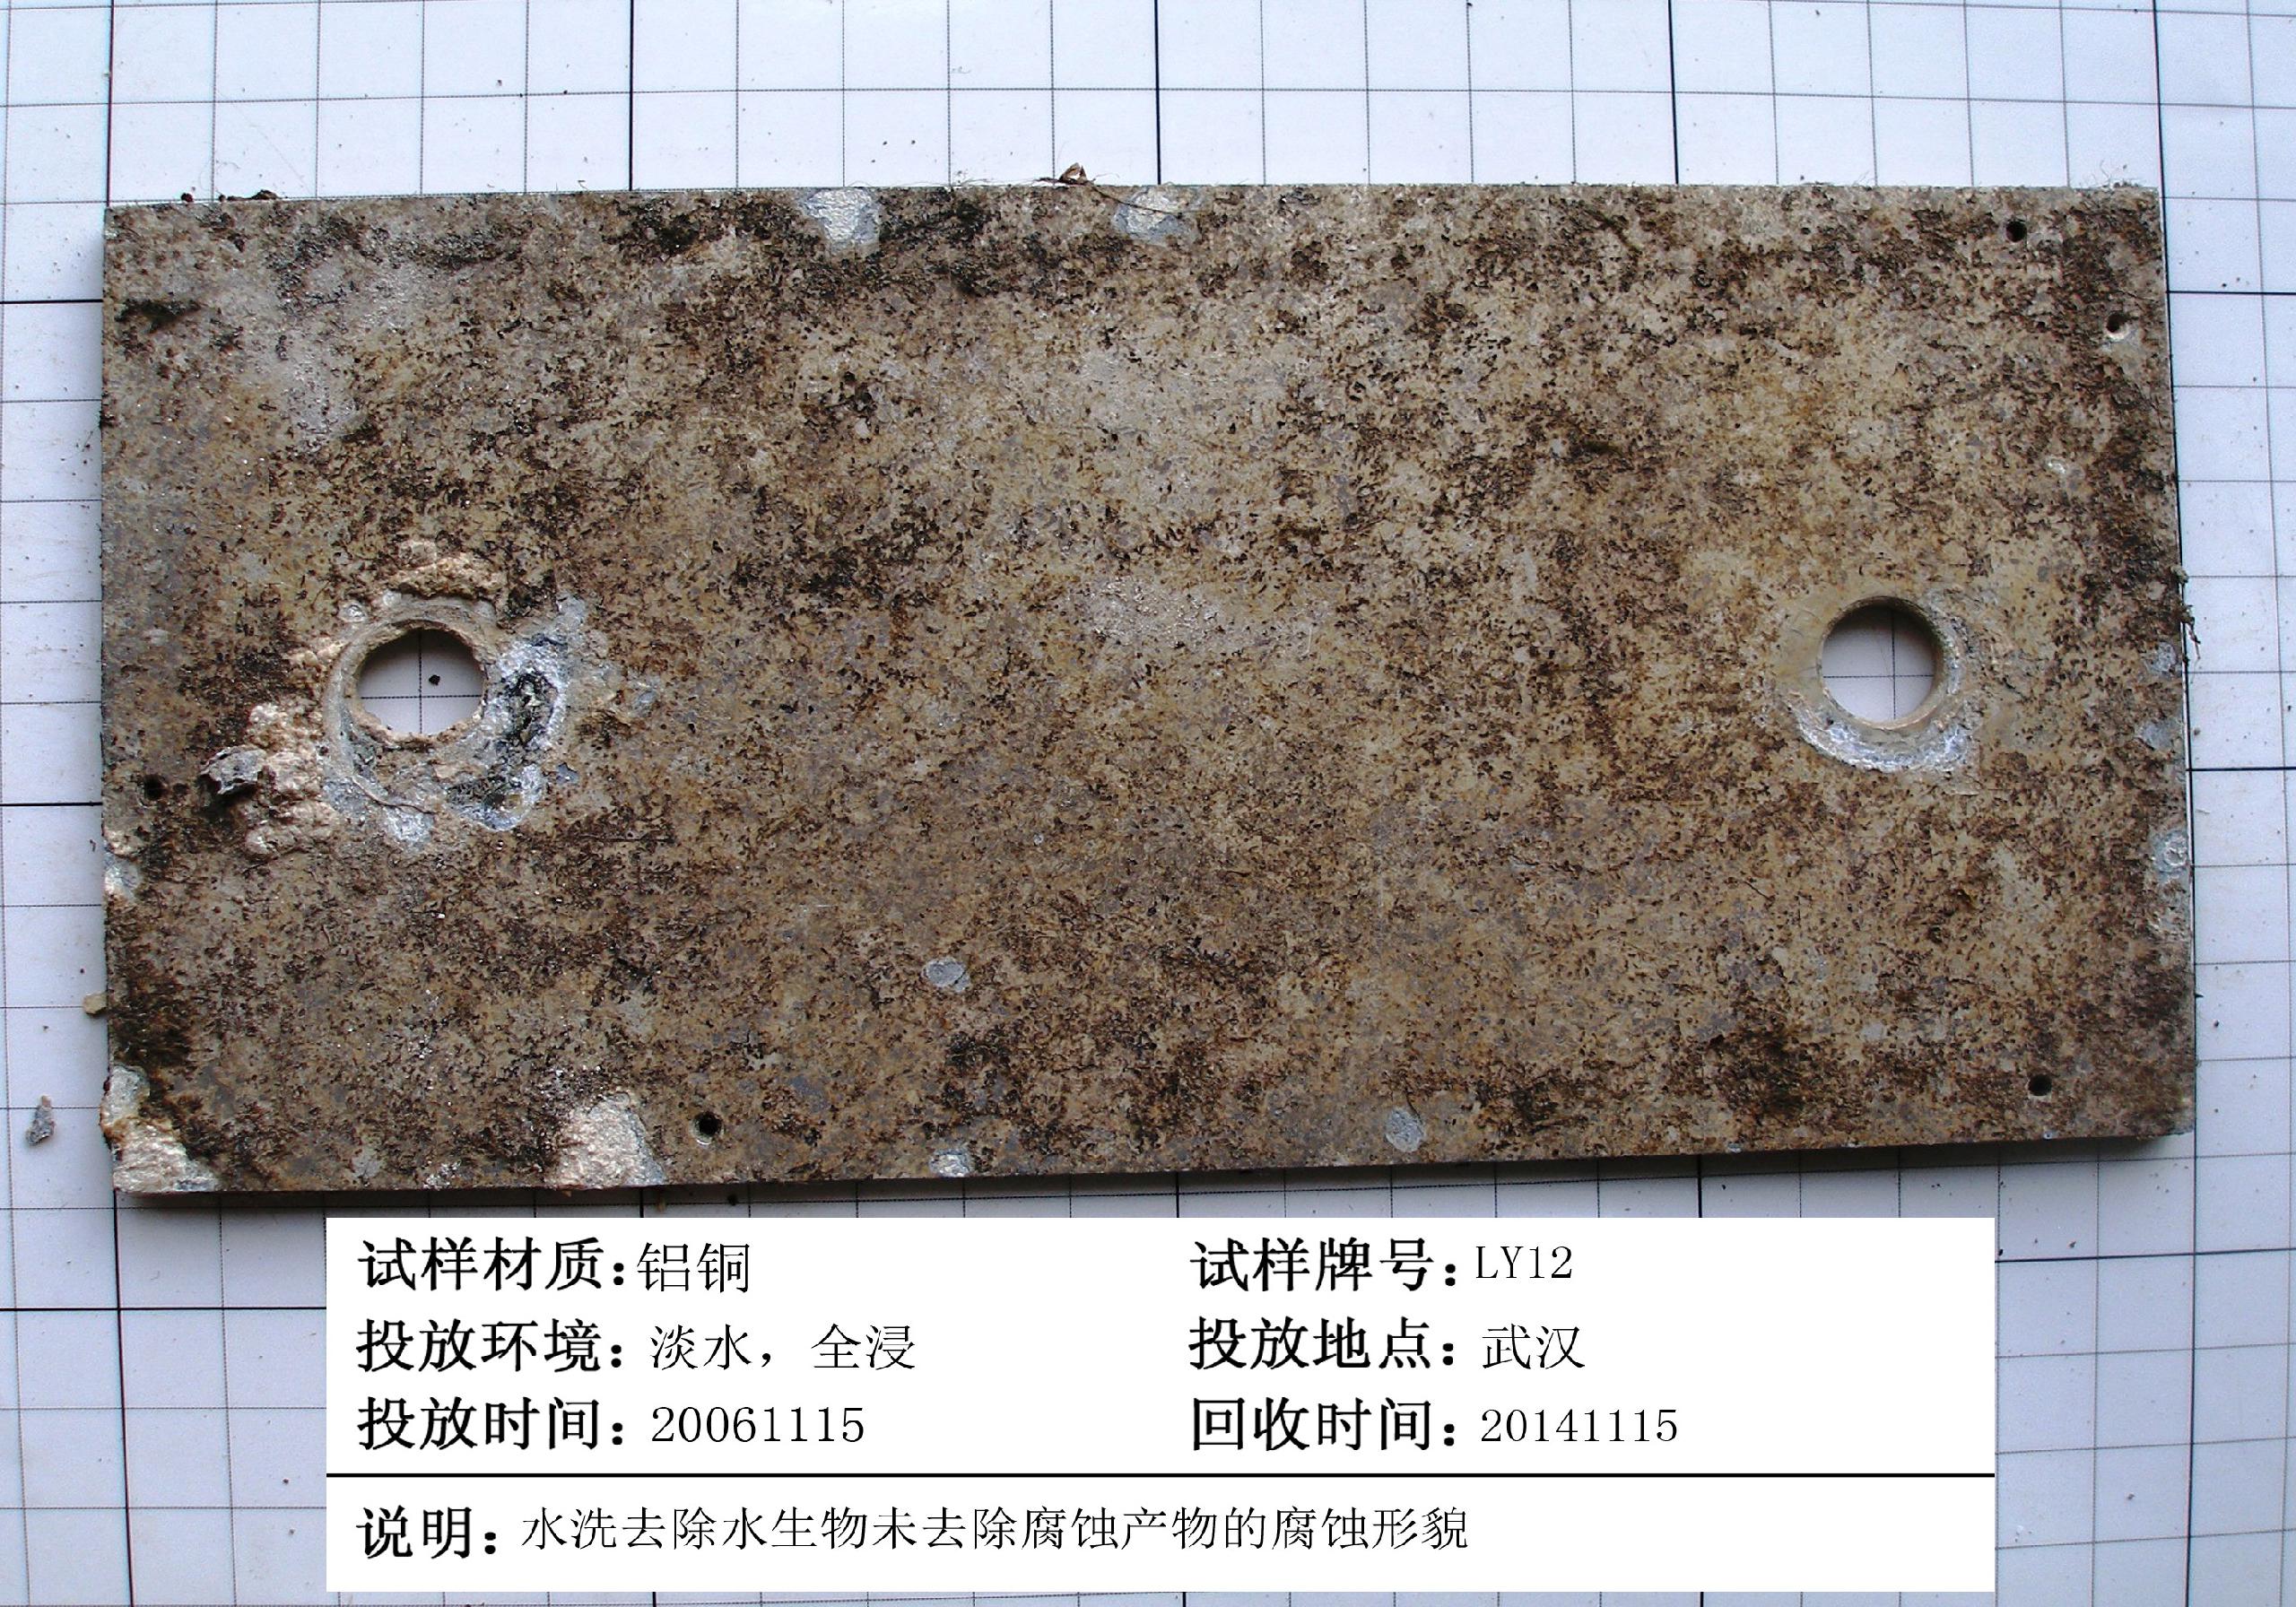 试样材质：铝铜 试样牌号：LY12
投放环境：淡水，全浸 投放地点：武汉
投放时间：20061115 回收时间：20141115
说明：水洗去除水生物未去除腐蚀产物的腐蚀形貌